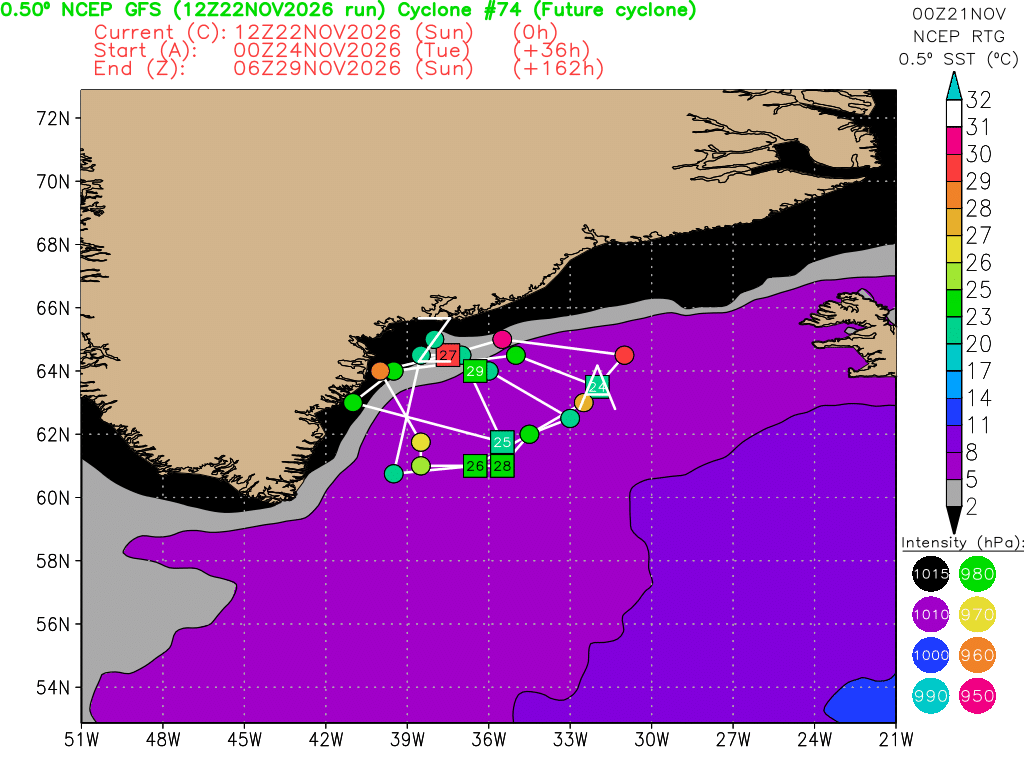 0.50º NCEP GFS (12Z22NOV2026 run) Cyclone #74 (Future cyclone)
Current (C): 12Z22NOV2026 (Sun) (0h)
Start (A): 00Z24NOV2026 (Tue) (+36h)
End (Z): 06Z29NOV2026 (Sun) (+162h)
00Z21NOV
NCEP RTG
0.5º SST (ºC)
32
31
30
29
28
27
26
25
23
20
17
14
11
8
5
2
72N
70N
68N
66N
64N
62N
60N
58N
56N
54N
27
29
24
25
26 28
A
Z
51W 48W 45W 42W 39W 36W 33W 30W 27W 24W 21W
Intensity (hPa):
1015 980
1010 970
1000 960
990 950